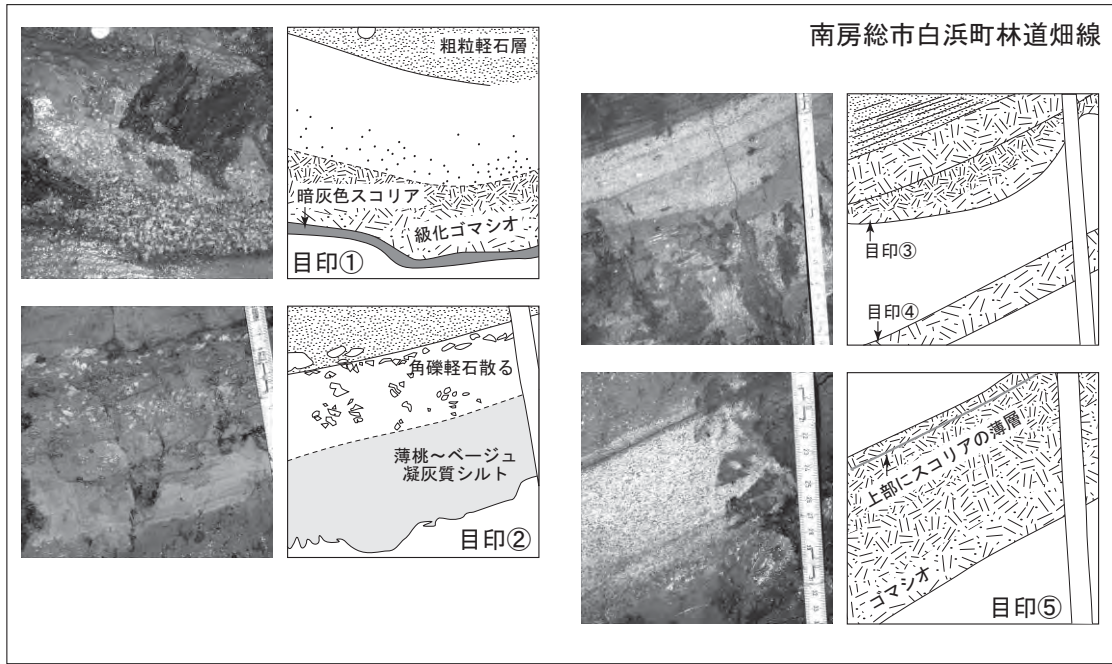 南房総市白浜町林道畑線
粗粒軽石層
暗灰色スコリア
級化ゴマシオ
目印①
角礫軽石散る
薄桃～ベージュ
凝灰質シルト
目印②
目印③
目印④
上部にスコリアの薄層
ゴマシオ
目印⑤